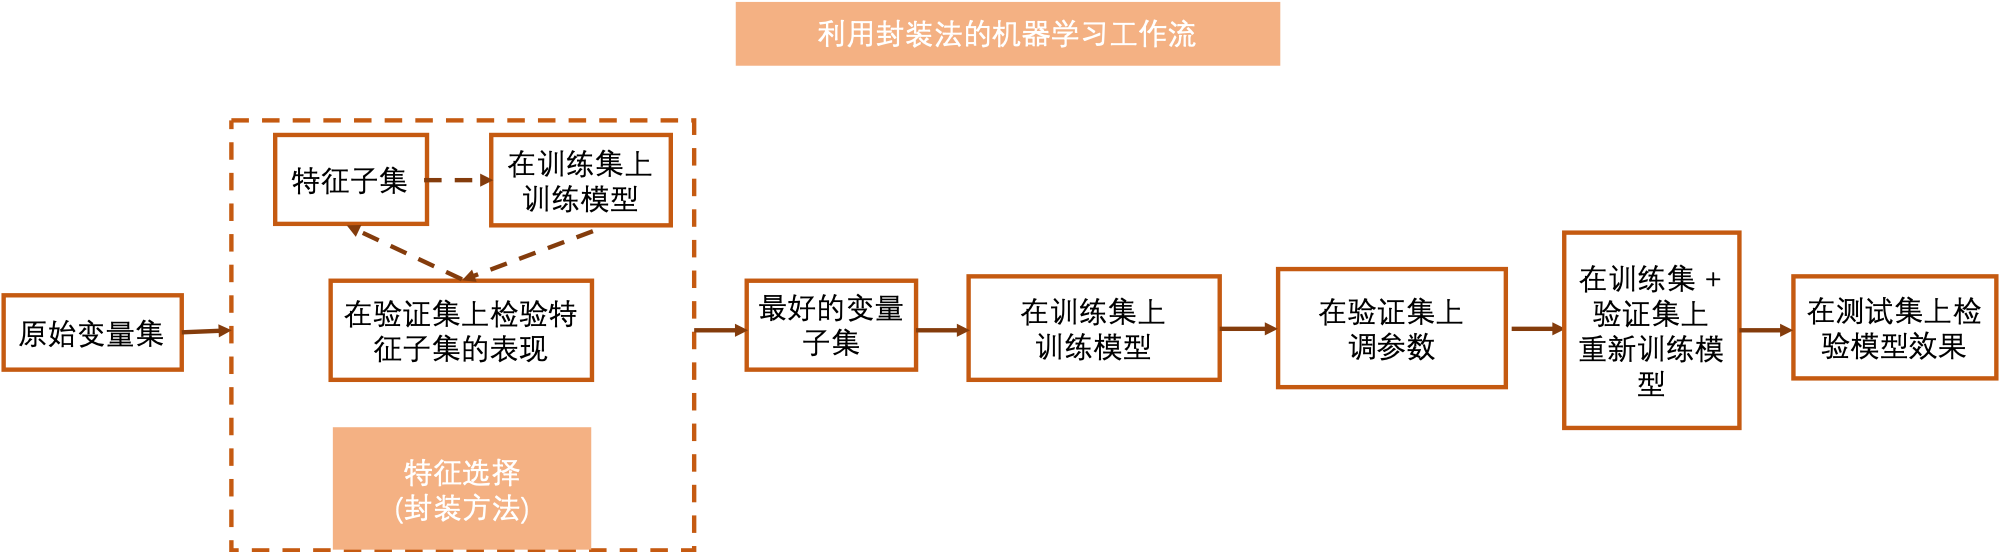 利用封装法的机器学习工作流
特征子集
在训练集上
训练模型
在验证集上检验特
征子集的表现
特征选择
(封装方法)
原始变量集
最好的变量
子集
在训练集上
训练模型
在验证集上
调参数
在训练集 +
验证集上
重新训练模
型
在测试集上检
验模型效果